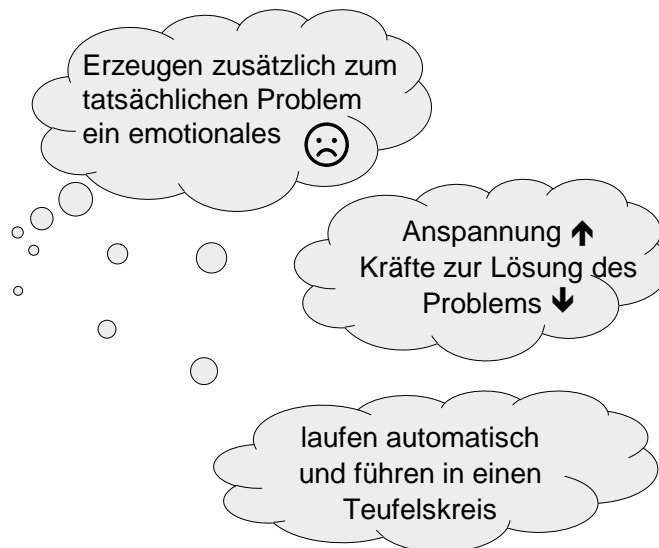 Erzeugen zusätzlich zum
tatsächlichen Problem
ein emotionales ☹
Anspannung 🡹
Kräfte zur Lösung des
Problems 🡻
laufen automatisch
und führen in einen
Teufelskreis